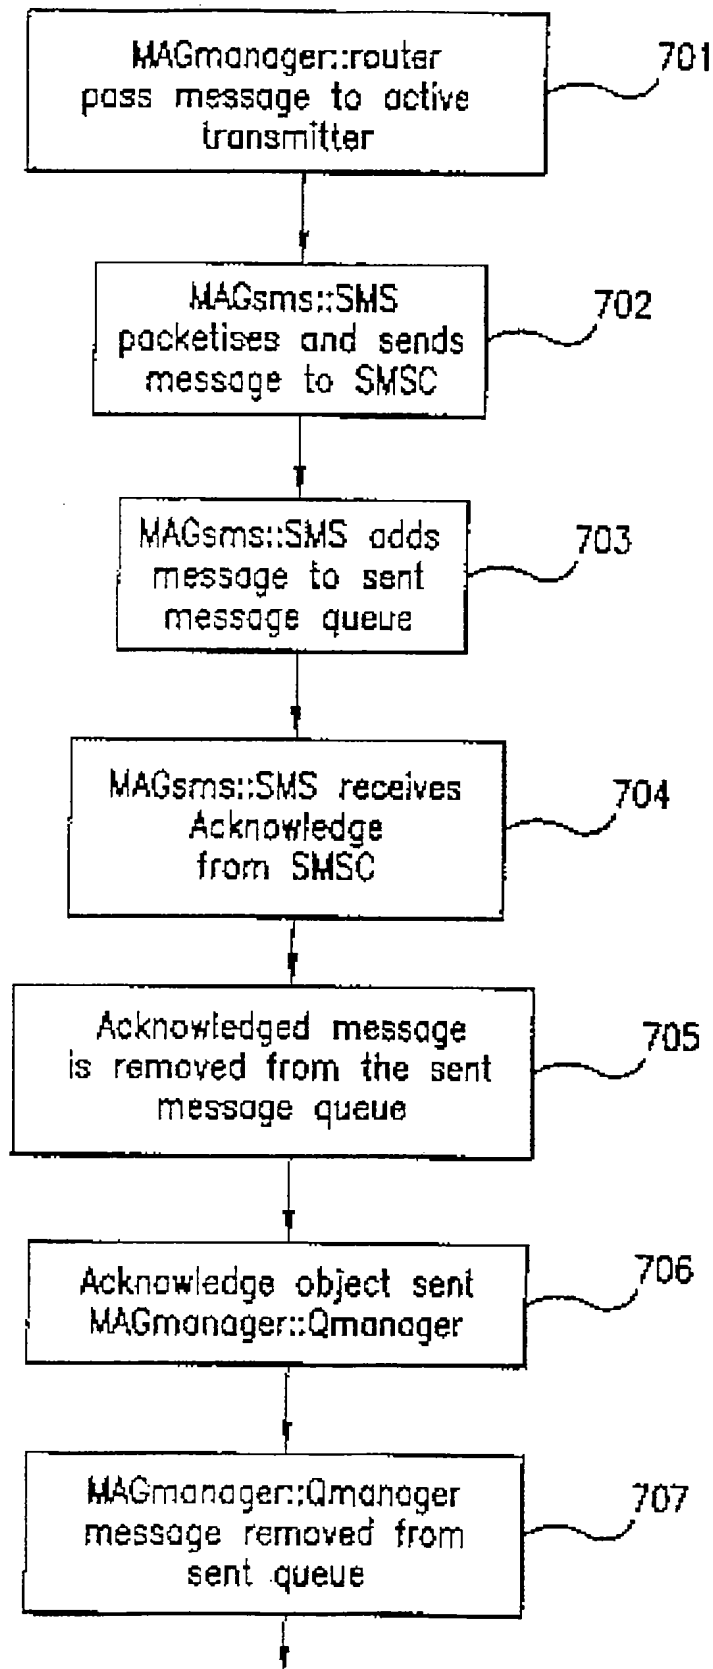 MAGmanager::router
pass message to active
transmitter
701
MAGsms::SMS
packetises and sends
message to SMSC
702
MAGsms::SMS adds
message to sent
message queue
703
MAGsms::SMS receives
Acknowledge
from SMSC
704
Acknowledged message
is removed from the sent
message queue
705
Acknowledge object sent
MAGmanager::Qmanager
706
MAGmanager::Qmanager
message removed from
sent queue
707